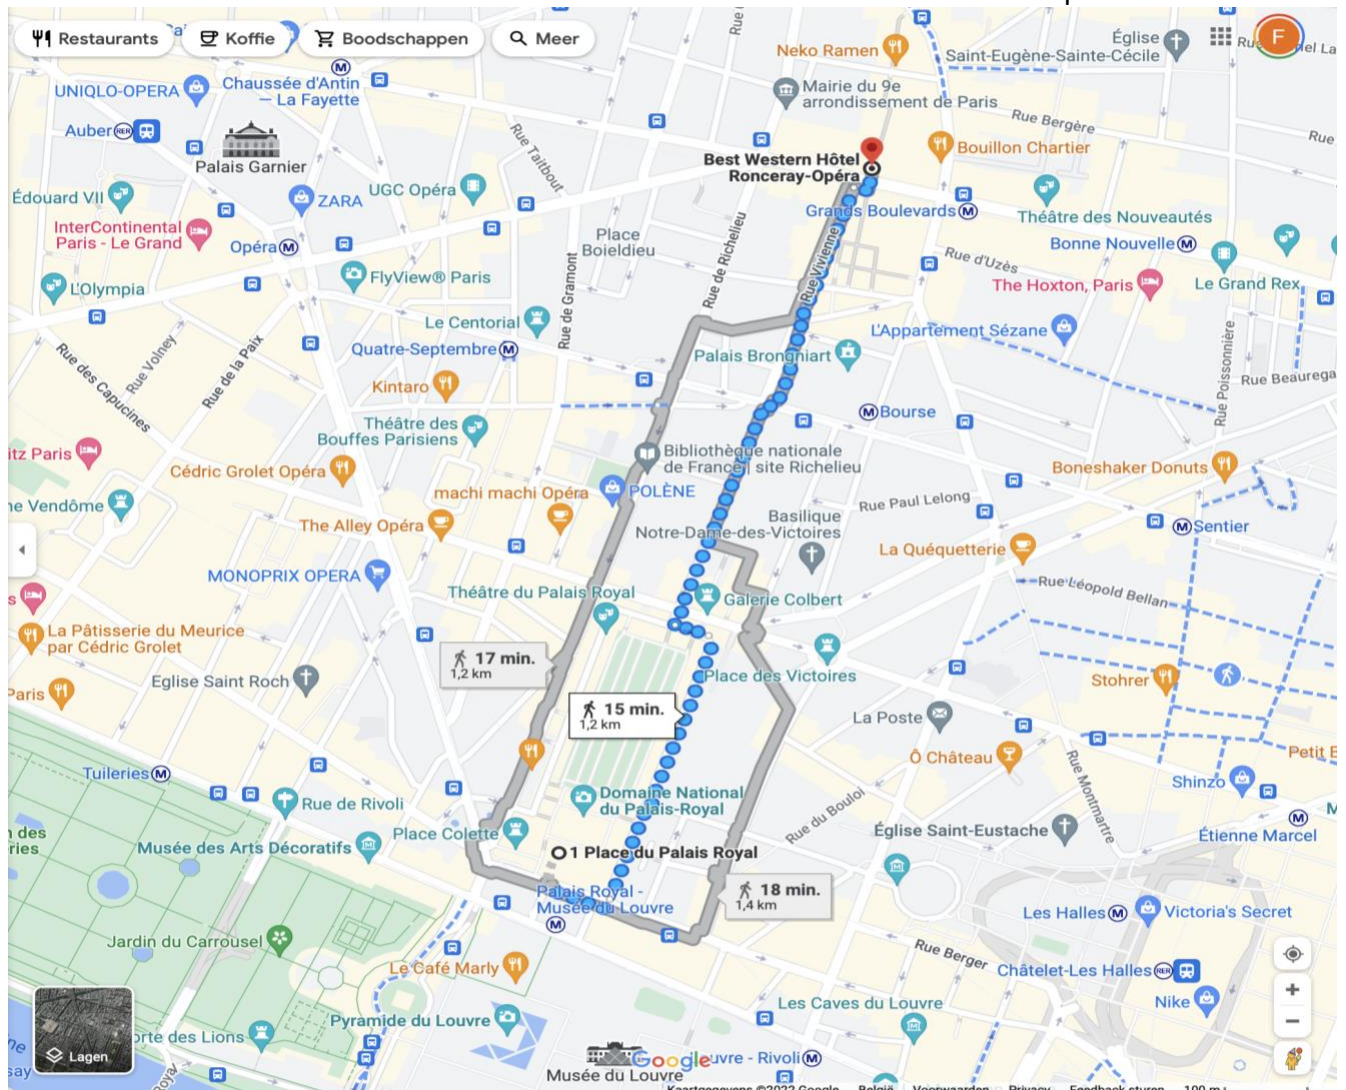 Restaurants
Koffie
Boodschappen
Meer
F
Neko Ramen
Église
Saint-Eugène-Sainte-Cécile
UNIQLO-OPERA
Chaussée d'Antin
— La Fayette
Mairie du 9e
arrondissement de Paris
Rue Bergère
Rue
Auber
RER
Palais Garnier
Rue Taitbout
Best Western Hôtel
Ronceray-Opéra
Bouillon Chartier
Édouard VII
ZARA
UGC Opéra
Grands Boulevards
Théâtre des Nouveautés
InterContinental
Paris - Le Grand
Opéra
Place
Boieldieu
Rue de Richelieu
Rue Vivienne
Bonne Nouvelle
Rue d'Uzès
L'Olympia
FlyView® Paris
Rue de Gramont
The Hoxton, Paris
Le Grand Rex
Le Centorial
L'Appartement Sézane
Quatre-Septembre
Palais Brongniart
Rue Volney
Rue de la Paix
Rue des Capucines
Kintaro
Rue Poissonnière
Rue Beaurega
Théâtre des
Bouffes Parisiens
Bourse
itz Paris
Cédric Grolet Opéra
Bibliothèque nationale
de France | site Richelieu
Boneshaker Donuts
ne Vendôme
machi machi Opéra
POLÈNE
Rue Paul Lelong
The Alley Opéra
Basilique
Notre-Dame-des-Victoires
Sentier
La Quéquetterie
MONOPRIX OPERA
Théâtre du Palais Royal
Galerie Colbert
Rue Léopold Bellan
s
La Pâtisserie du Meurice
par Cédric Grolet
17 min.
1,2 km
Place des Victoires
Eglise Saint Roch
Paris
Stohrer
15 min.
1,2 km
La Poste
Ô Château
Petit
Tuileries
Rue Montmartre
Shinzo
Rue de Rivoli
Domaine National
du Palais-Royal
Rue du Bouloi
n des
ries
Place Colette
Église Saint-Eustache
Étienne Marcel
Musée des Arts Décoratifs
1 Place du Palais Royal
18 min.
1,4 km
Palais Royal -
Musée du Louvre
Les Halles
Victoria's Secret
Jardin du Carrousel
Rue Berger
Le Café Marly
Châtelet-Les Halles
RER
Nike
Pyramide du Louvre
Les Caves du Louvre
orte des Lions
Lagen
Google
uvre - Rivoli
Musée du Louvre
Kaartgegevens ©2022 Google België Voorwaarden Privacy Feedback sturen 100 m